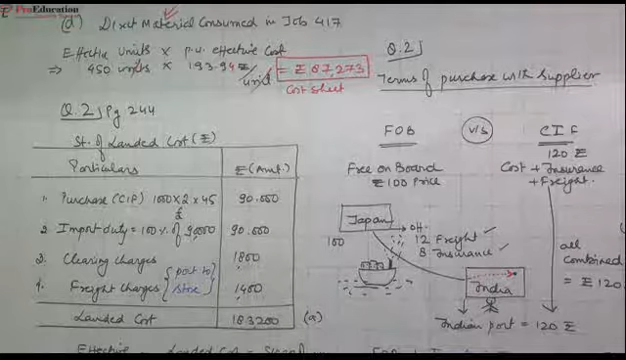 ProEducation
(d) Direct Material Consumed in Job 417
Effective Units × p.u. effective cost
⇒ 450 units × 193.94 ₹/unit = ₹ 87,273
Cost sheet
Q.2]
Terms of purchase with Supplier
Q.2] Pg 244
St. of Landed Cost (₹)
Particulars ₹(Amt.)
1. Purchase (CIF) 1000 × 2 × 45 90.000
£
2. Import duty = 100 % of 90,000 90.000
3. Clearing charges 1800
4. Freight charges { port to store } 1400
Landed Cost 183200 (a)
FOB V/s CIF
120 ₹
Free on Board
₹100 Price
Cost + Insurance
+ Freight.
Japan
100
12 Freight
8 Insurance
India
all
combined
= ₹ 120
Indian port = 120 ₹